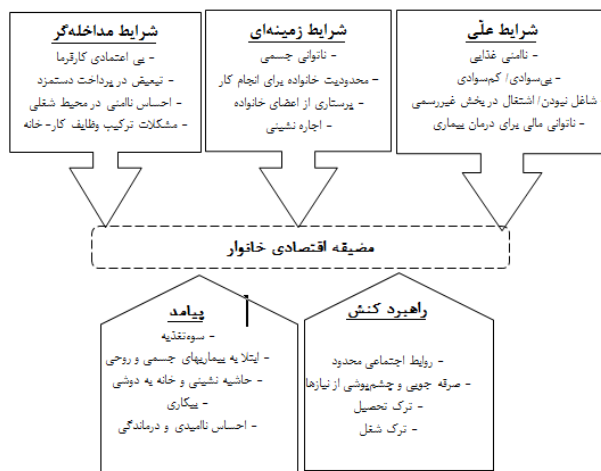 شرایط علّی
- ناامنی غذایی
- بی‌سوادی/ کم‌سوادی
شاغل نبودن/ اشتغال در بخش غیررسمی
- ناتوانی مالی برای درمان بیماری
شرایط زمینه‌ای
- ناتوانی جسمی
- محدودیت خانواده برای انجام کار
- پرستاری از اعضای خانواده
- اجاره نشینی
شرایط مداخله‌گر
- بی اعتمادی کارفرما
- تبعیض در پرداخت دستمزد
- احساس ناامنی در محیط شغلی
- مشکلات ترکیب وظایف کار- خانه
مضیقه اقتصادی خانوار
راهبرد کنش
- روابط اجتماعی محدود
- صرفه جویی و چشم‌پوشی از نیازها
- ترک تحصیل
- ترک شغل
پیامد
- سوءتغذیه
- ابتلا به بیماریهای جسمی و روحی
- حاشیه نشینی و خانه به دوشی
- بیکاری
- احساس ناامیدی و درماندگی